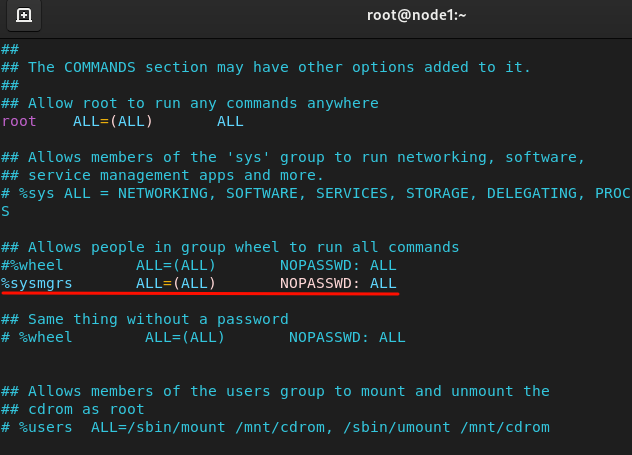 root@node1:~
##
## The COMMANDS section may have other options added to it.
##
## Allow root to run any commands anywhere
root    ALL=(ALL)       ALL
## Allows members of the 'sys' group to run networking, software,
## service management apps and more.
# %sys ALL = NETWORKING, SOFTWARE, SERVICES, STORAGE, DELEGATING, PROC
S
## Allows people in group wheel to run all commands
#%wheel        ALL=(ALL)       NOPASSWD: ALL
%sysmgrs       ALL=(ALL)       NOPASSWD: ALL
## Same thing without a password
# %wheel        ALL=(ALL)       NOPASSWD: ALL
## Allows members of the users group to mount and unmount the
## cdrom as root
# %users  ALL=/sbin/mount /mnt/cdrom, /sbin/umount /mnt/cdrom